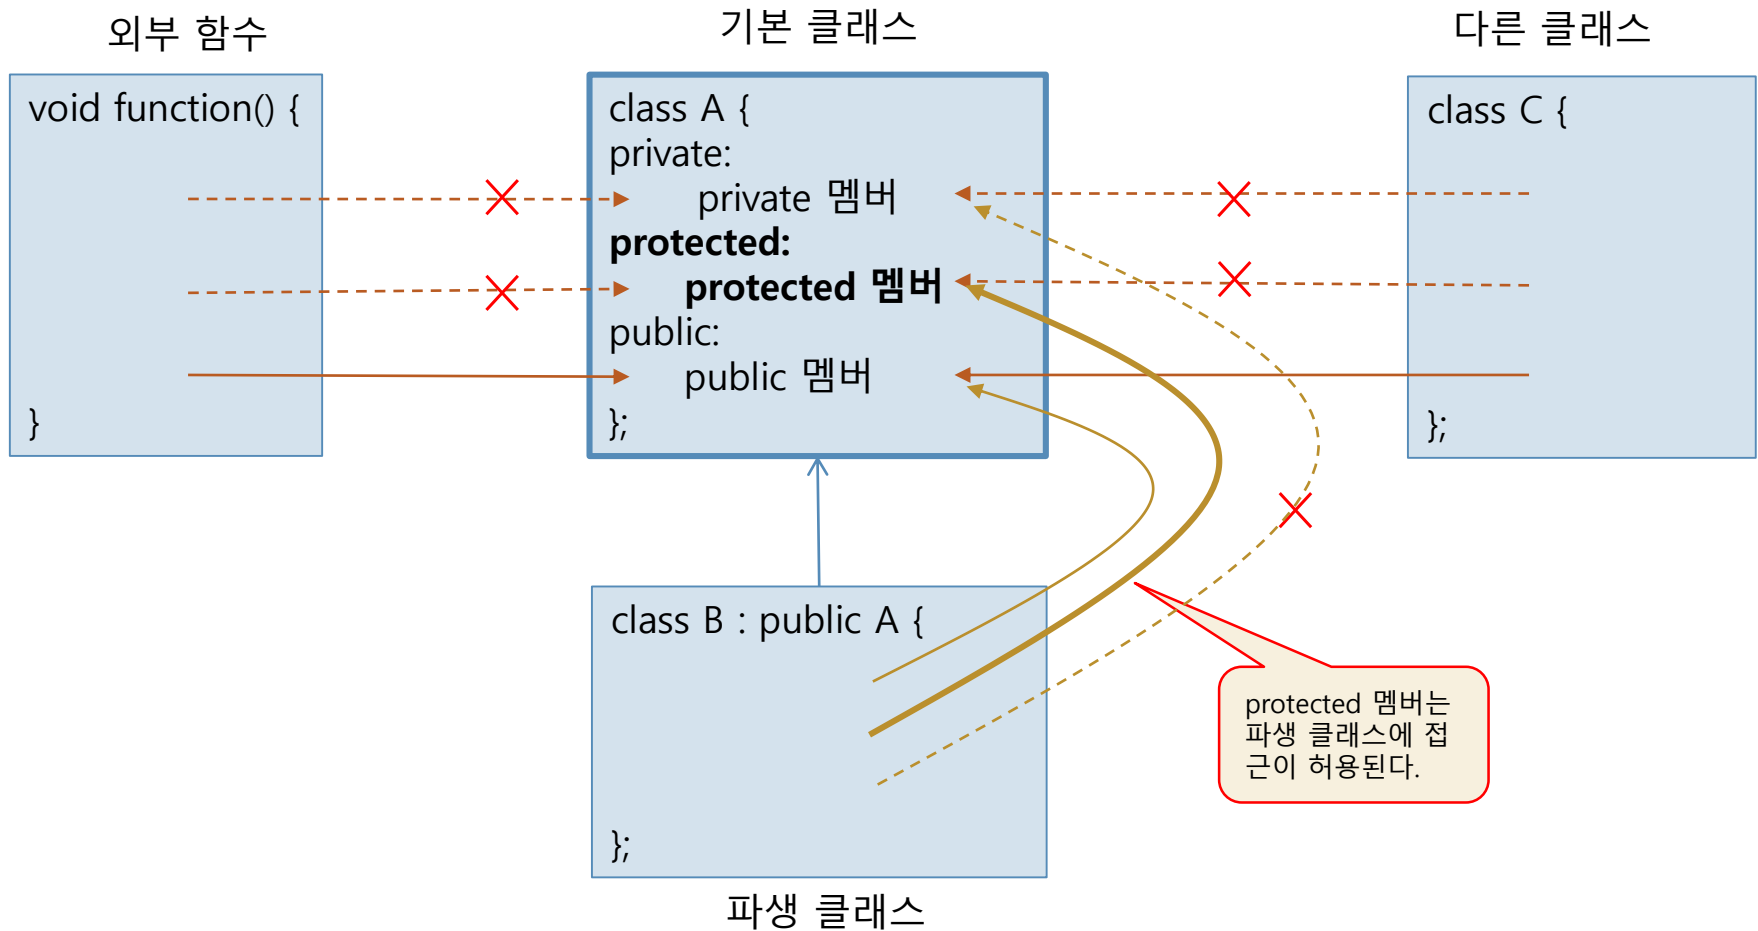 외부 함수
기본 클래스
다른 클래스
void function() {
}
class A {
private:
private 멤버
protected:
protected 멤버
public:
public 멤버
};
class C {
};
class B : public A {
};
파생 클래스
protected 멤버는
파생 클래스에 접
근이 허용된다.